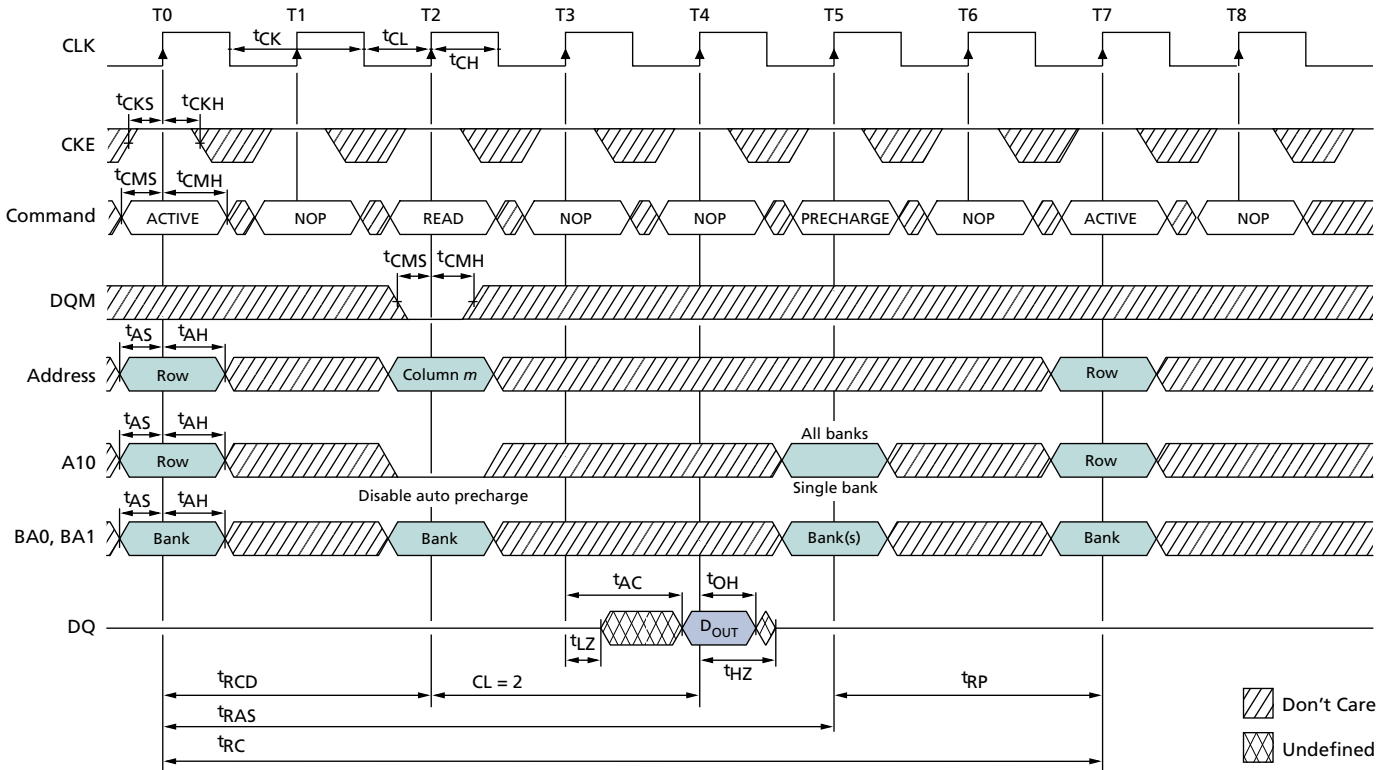 T0 T1 T2 T3 T4 T5 T6 T7 T8
CLK
tCK tCL
tCH
tCKS tCKH
CKE
tCMS tCMH
Command ACTIVE NOP READ NOP NOP PRECHARGE NOP ACTIVE NOP
tCMS tCMH
DQM
tAS tAH
Address Row Column m Row
tAS tAH
All banks
A10 Row Row
Disable auto precharge Single bank
tAS tAH
BA0, BA1 Bank Bank Bank(s) Bank
tAC tOH
DQ DOUT
tLZ tHZ
tRCD CL = 2 tRP
tRAS
tRC
Don't Care
Undefined